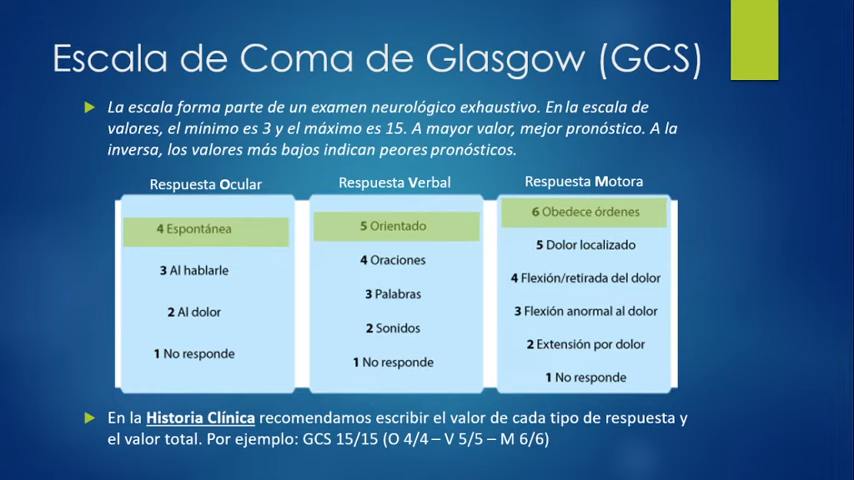 Escala de Coma de Glasgow (GCS)
La escala forma parte de un examen neurológico exhaustivo. En la escala de
valores, el mínimo es 3 y el máximo es 15. A mayor valor, mejor pronóstico. A la
inversa, los valores más bajos indican peores pronósticos.
Respuesta Ocular
4 Espontánea
3 Al hablarle
2 Al dolor
1 No responde
Respuesta Verbal
5 Orientado
4 Oraciones
3 Palabras
2 Sonidos
1 No responde
Respuesta Motora
6 Obedece órdenes
5 Dolor localizado
4 Flexión/retirada del dolor
3 Flexión anormal al dolor
2 Extensión por dolor
1 No responde
En la Historia Clínica recomendamos escribir el valor de cada tipo de respuesta y
el valor total. Por ejemplo: GCS 15/15 (O 4/4 – V 5/5 – M 6/6)